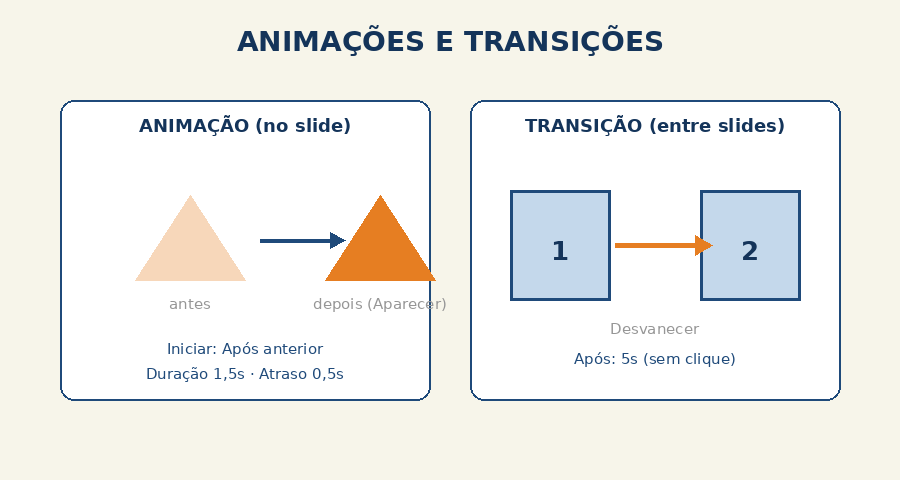 ANIMAÇÕES E TRANSIÇÕES
ANIMAÇÃO (no slide)
antes
depois (Aparecer)
Iniciar: Após anterior
Duração 1,5s · Atraso 0,5s
TRANSIÇÃO (entre slides)
1
2
Desvanecer
Após: 5s (sem clique)